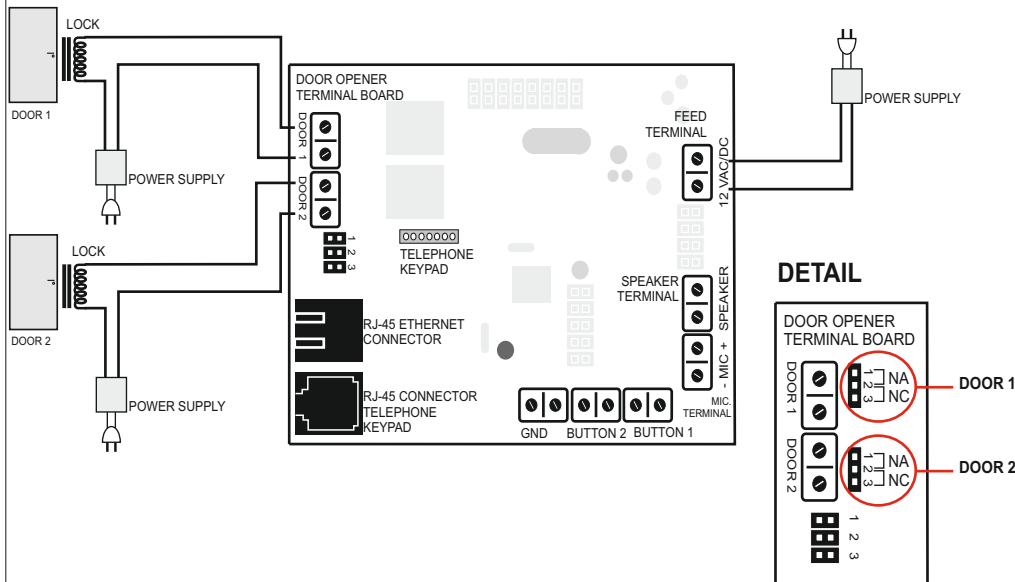 LOCK
DOOR 1
POWER SUPPLY
LOCK
DOOR 2
POWER SUPPLY
DOOR OPENER
TERMINAL BOARD
DOOR 1
DOOR 2
1
2
3
TELEPHONE
KEYPAD
RJ-45 ETHERNET
CONNECTOR
RJ-45 CONNECTOR
TELEPHONE
KEYPAD
FEED
TERMINAL
12 VAC/DC
POWER SUPPLY
SPEAKER
TERMINAL
SPEAKER
- MIC +
MIC.
TERMINAL
GND
BUTTON 2
BUTTON 1
DETAIL
DOOR OPENER
TERMINAL BOARD
DOOR 1
1
2
3
NA
NC
DOOR 1
DOOR 2
1
2
3
NA
NC
DOOR 2
1
2
3